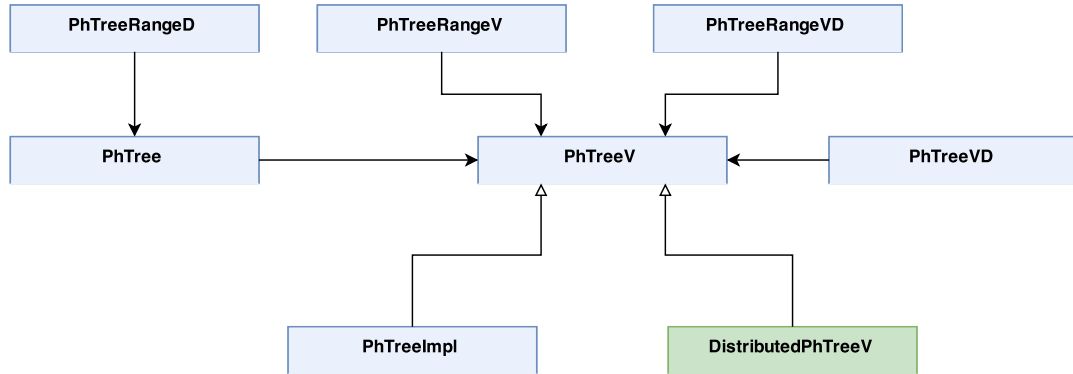 PhTreeRangeD
PhTreeRangeV
PhTreeRangeVD
PhTree
PhTreeV
PhTreeVD
PhTreeImpl
DistributedPhTreeV